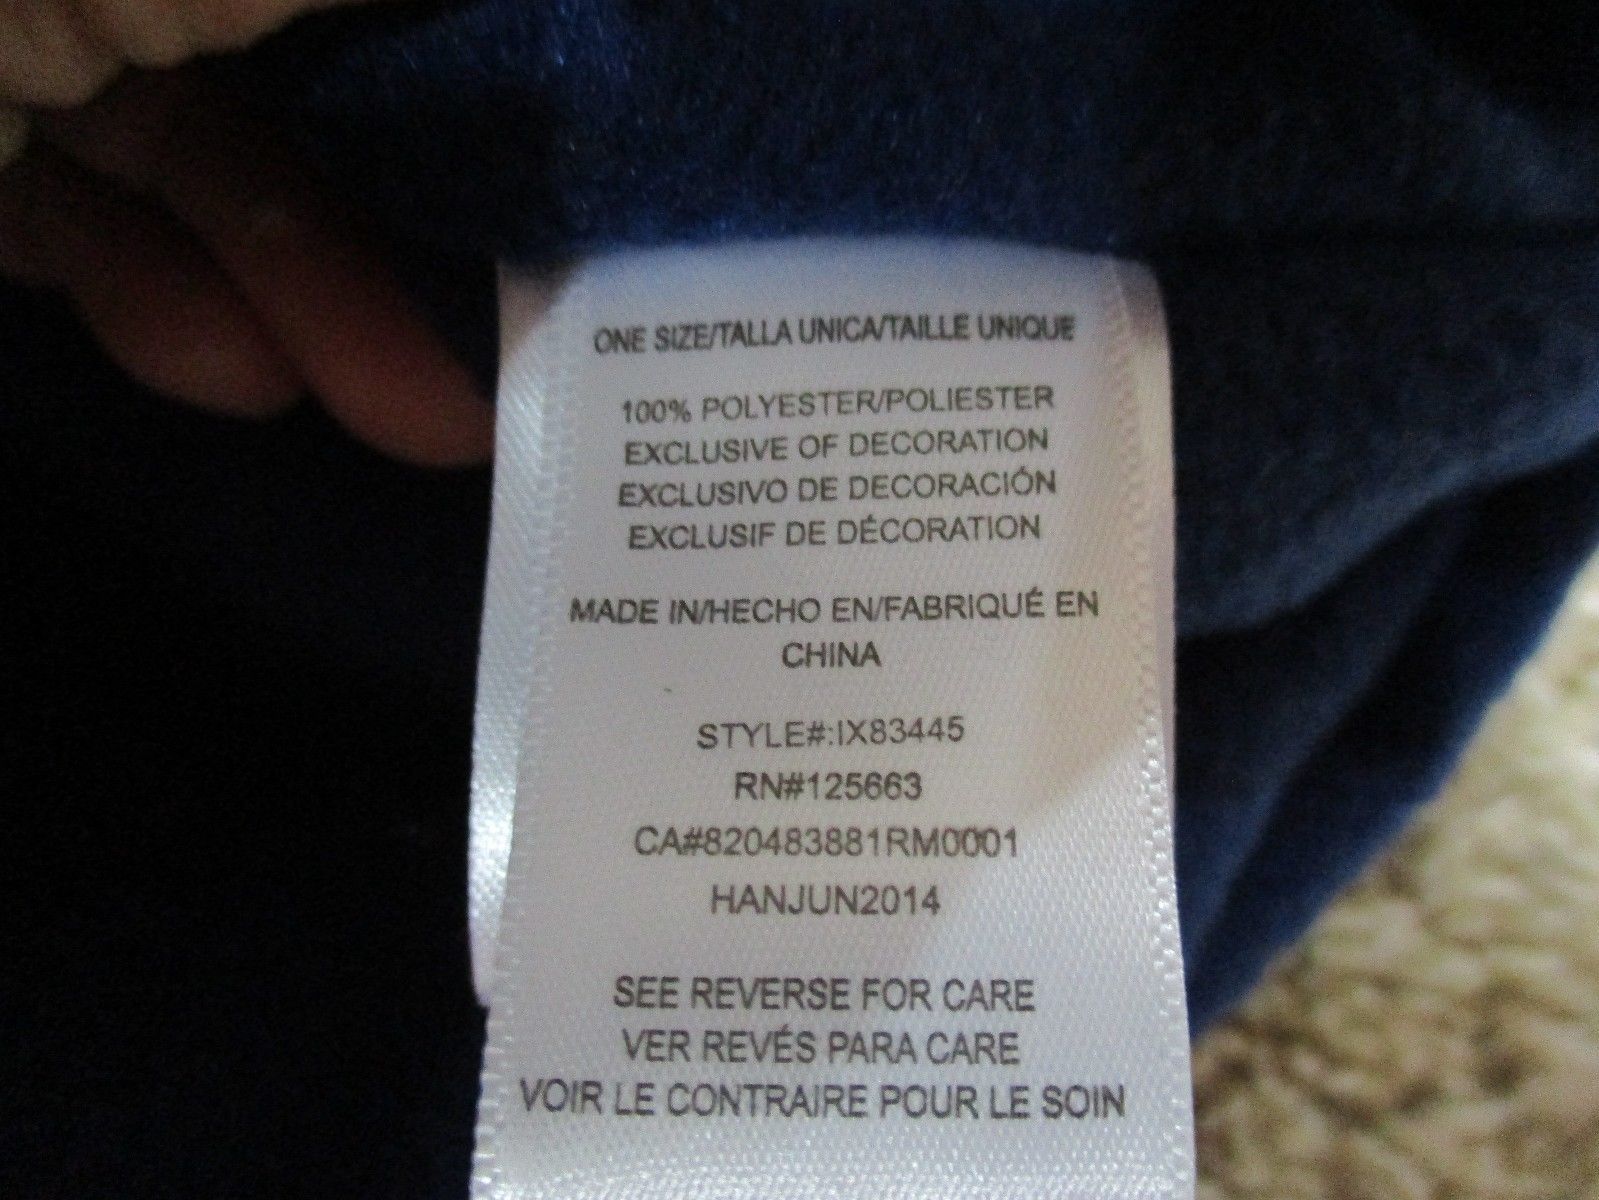 ONE SIZE/TALLA UNICA/TAILLE UNIQUE
100% POLYESTER/POLIESTER
EXCLUSIVE OF DECORATION
EXCLUSIVO DE DECORACIÓN
EXCLUSIF DE DÉCORATION
MADE IN/HECHO EN/FABRIQUÉ EN
CHINA
STYLE#:IX83445
RN#125663
CA#820483881RM0001
HANJUN2014
SEE REVERSE FOR CARE
VER REVÉS PARA CARE
VOIR LE CONTRAIRE POUR LE SOIN